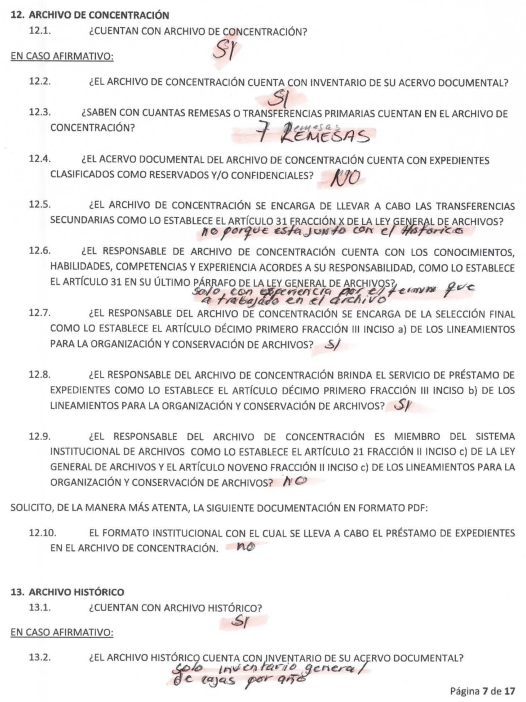 12. ARCHIVO DE CONCENTRACIÓN
12.1. ¿CUENTAN CON ARCHIVO DE CONCENTRACIÓN?
SI
EN CASO AFIRMATIVO:
12.2. ¿EL ARCHIVO DE CONCENTRACIÓN CUENTA CON INVENTARIO DE SU ACERVO DOCUMENTAL?
SI
12.3. ¿SABEN CON CUANTAS REMESAS O TRANSFERENCIAS PRIMARIAS CUENTAN EN EL ARCHIVO DE
CONCENTRACIÓN?
remesas
7 REMESAS
12.4. ¿EL ACERVO DOCUMENTAL DEL ARCHIVO DE CONCENTRACIÓN CUENTA CON EXPEDIENTES
CLASIFICADOS COMO RESERVADOS Y/O CONFIDENCIALES? NO
12.5. ¿EL ARCHIVO DE CONCENTRACIÓN SE ENCARGA DE LLEVAR A CABO LAS TRANSFERENCIAS
SECUNDARIAS COMO LO ESTABLECE EL ARTÍCULO 31 FRACCIÓN X DE LA LEY GENERAL DE ARCHIVOS?
no porque esta junto con el Historico
12.6. ¿EL RESPONSABLE DEL ARCHIVO DE CONCENTRACIÓN CUENTA CON LOS CONOCIMIENTOS,
HABILIDADES, COMPETENCIAS Y EXPERIENCIA ACORDES A SU RESPONSABILIDAD, COMO LO ESTABLECE
EL ARTÍCULO 31 EN SU ÚLTIMO PÁRRAFO DE LA LEY GENERAL DE ARCHIVOS?
solo, con experiencia por el termino que
a trabajado en el archivo
12.7. ¿EL RESPONSABLE DEL ARCHIVO DE CONCENTRACIÓN SE ENCARGA DE LA SELECCIÓN FINAL
COMO LO ESTABLECE EL ARTÍCULO DÉCIMO PRIMERO FRACCIÓN III INCISO a) DE LOS LINEAMIENTOS
PARA LA ORGANIZACIÓN Y CONSERVACIÓN DE ARCHIVOS? SI
12.8. ¿EL RESPONSABLE DEL ARCHIVO DE CONCENTRACIÓN BRINDA EL SERVICIO DE PRÉSTAMO DE
EXPEDIENTES COMO LO ESTABLECE EL ARTÍCULO DÉCIMO PRIMERO FRACCIÓN III INCISO b) DE LOS
LINEAMIENTOS PARA LA ORGANIZACIÓN Y CONSERVACIÓN DE ARCHIVOS? SI
12.9. ¿EL RESPONSABLE DEL ARCHIVO DE CONCENTRACIÓN ES MIEMBRO DEL SISTEMA
INSTITUCIONAL DE ARCHIVOS COMO LO ESTABLECE EL ARTÍCULO 21 FRACCIÓN II INCISO c) DE LA LEY
GENERAL DE ARCHIVOS Y EL ARTÍCULO NOVENO FRACCIÓN II INCISO c) DE LOS LINEAMIENTOS PARA LA
ORGANIZACIÓN Y CONSERVACIÓN DE ARCHIVOS? NO
SOLICITO, DE LA MANERA MÁS ATENTA, LA SIGUIENTE DOCUMENTACIÓN EN FORMATO PDF:
12.10. EL FORMATO INSTITUCIONAL CON EL CUAL SE LLEVA A CABO EL PRÉSTAMO DE EXPEDIENTES
EN EL ARCHIVO DE CONCENTRACIÓN. no
13. ARCHIVO HISTÓRICO
13.1. ¿CUENTAN CON ARCHIVO HISTÓRICO?
SI
EN CASO AFIRMATIVO:
13.2. ¿EL ARCHIVO HISTÓRICO CUENTA CON INVENTARIO DE SU ACERVO DOCUMENTAL?
solo inventario general
de cajas por año
Página 7 de 17